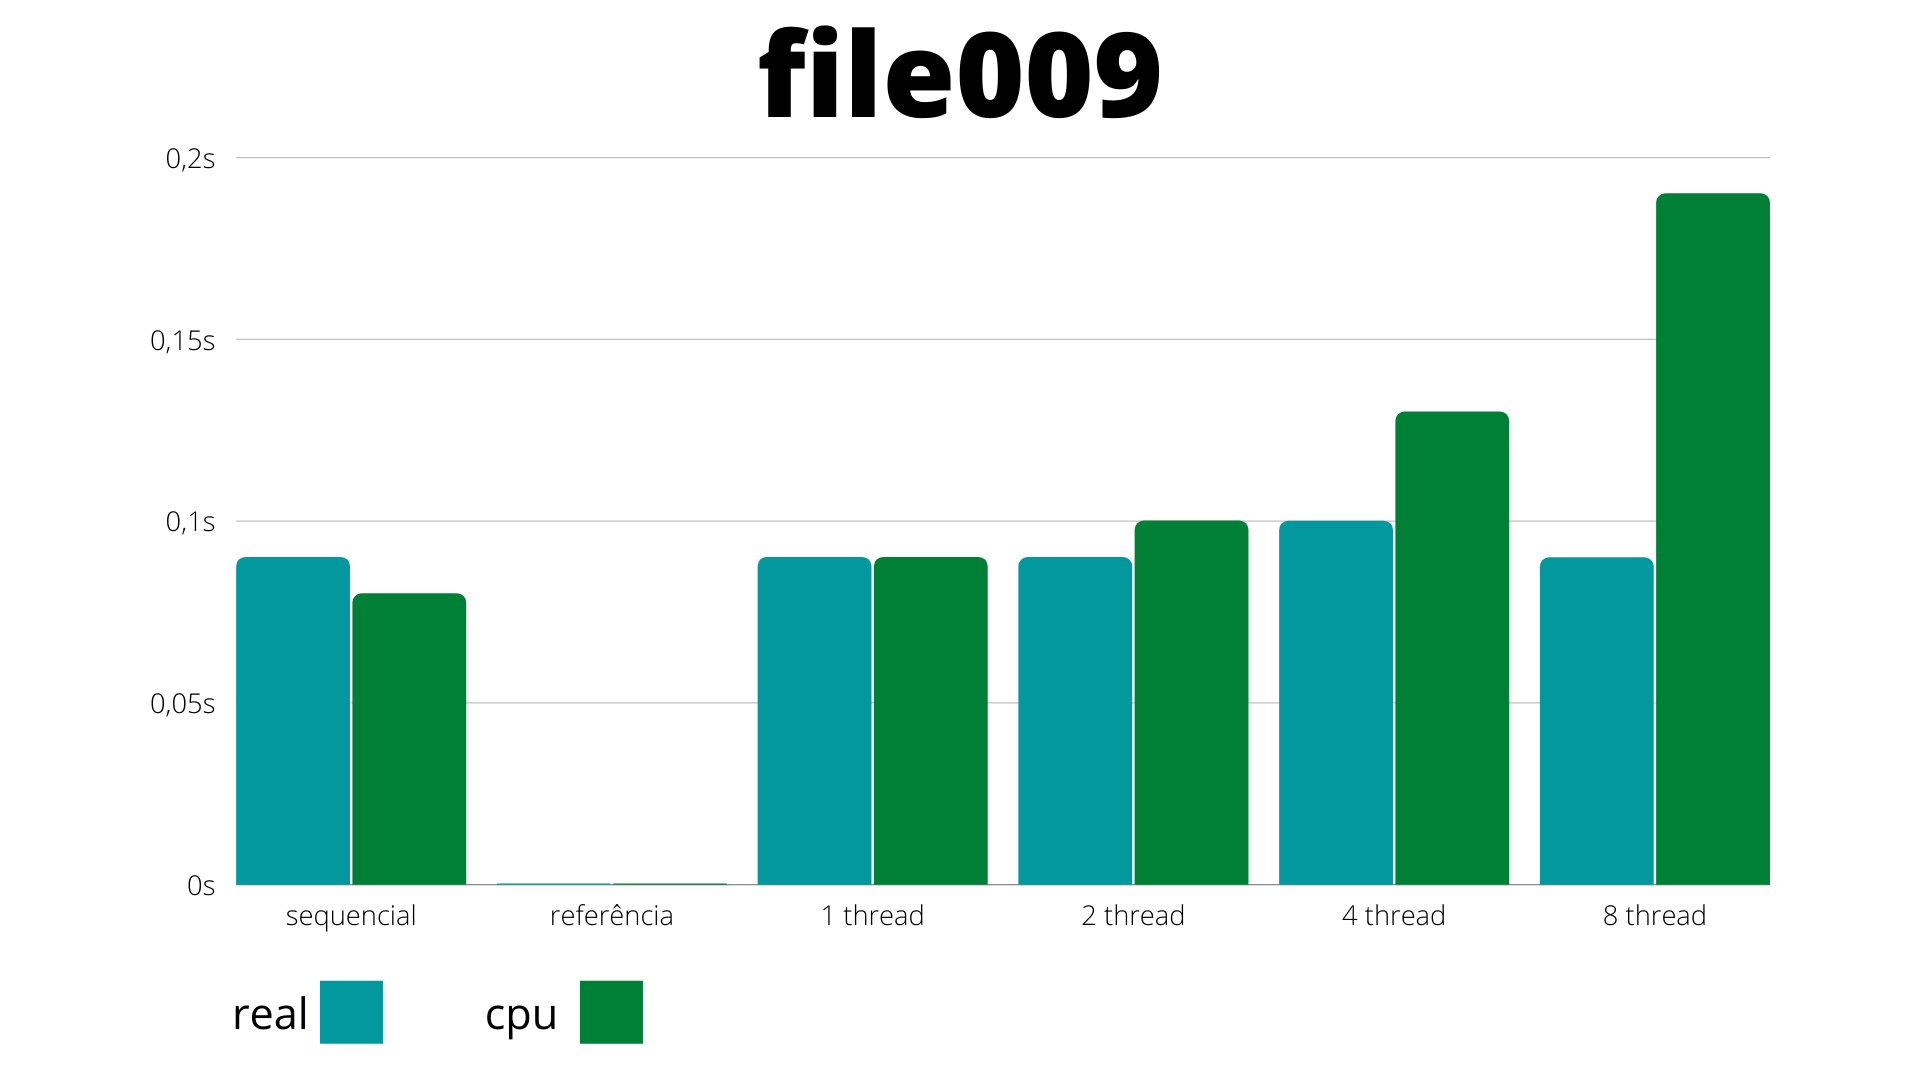 file009
0,2s
0,15s
0,1s
0,05s
0s
sequencial referência 1 thread 2 thread 4 thread 8 thread
real cpu